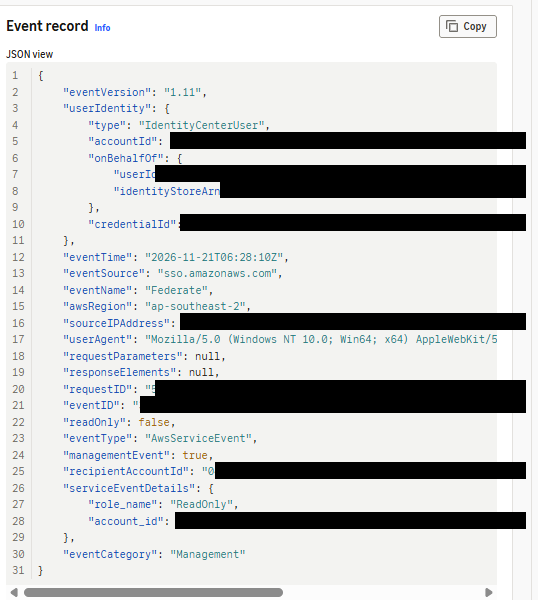 Event record Info
Copy
JSON view
1 {
2 "eventVersion": "1.11",
3 "userIdentity": {
4 "type": "IdentityCenterUser",
5 "accountId":
6 "onBehalfOf": {
7 "userId
8 "identityStoreArn
9 },
10 "credentialId":
11 },
12 "eventTime": "2026-11-21T06:28:10Z",
13 "eventSource": "sso.amazonaws.com",
14 "eventName": "Federate",
15 "awsRegion": "ap-southeast-2",
16 "sourceIPAddress":
17 "userAgent": "Mozilla/5.0 (Windows NT 10.0; Win64; x64) AppleWebKit/5
18 "requestParameters": null,
19 "responseElements": null,
20 "requestID": "
21 "eventID": "
22 "readOnly": false,
23 "eventType": "AwsServiceEvent",
24 "managementEvent": true,
25 "recipientAccountId": "0
26 "serviceEventDetails": {
27 "role_name": "ReadOnly",
28 "account_id":
29 },
30 "eventCategory": "Management"
31 }